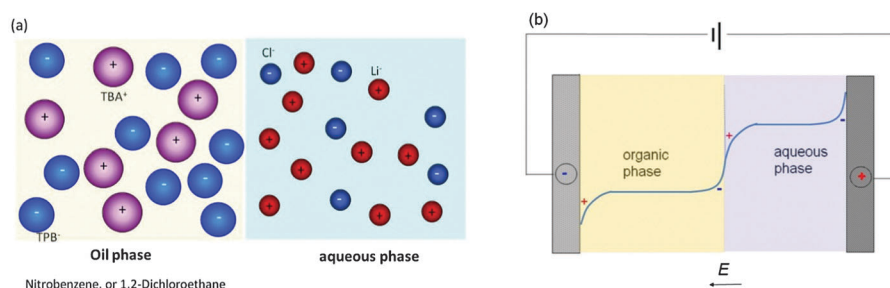 (a)
Cl-
Li-
TBA+
TPB-
Oil phase
aqueous phase
Nitrobenzene, or 1,2-Dichloroethane
(b)
organic
phase
aqueous
phase
E